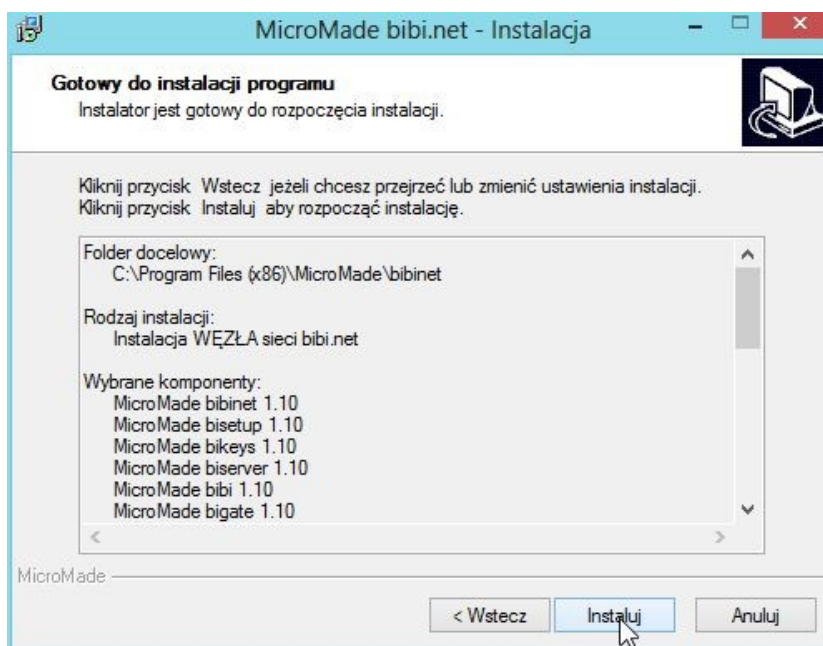 MicroMade bibi.net - Instalacja
Gotowy do instalacji programu
Instalator jest gotowy do rozpoczęcia instalacji.
Kliknij przycisk Wstecz jeżeli chcesz przejrzeć lub zmienić ustawienia instalacji.
Kliknij przycisk Instaluj aby rozpocząć instalację.
Folder docelowy:
C:\Program Files (x86)\MicroMade\bibinet
Rodzaj instalacji:
Instalacja WĘZŁA sieci bibi.net
Wybrane komponenty:
MicroMade bibinet 1.10
MicroMade bisetup 1.10
MicroMade bikeys 1.10
MicroMade biserver 1.10
MicroMade bibi 1.10
MicroMade bigate 1.10
MicroMade
< Wstecz Instaluj Anuluj